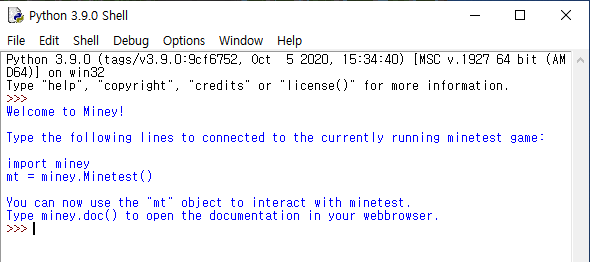 Python 3.9.0 Shell
File Edit Shell Debug Options Window Help
Python 3.9.0 (tags/v3.9.0:9cf6752, Oct  5 2020, 15:34:40) [MSC v.1927 64 bit (AM
D64)] on win32
Type "help", "copyright", "credits" or "license()" for more information.
>>>
Welcome to Miney!
Type the following lines to connected to the currently running minetest game:
import miney
mt = miney.Minetest()
You can now use the "mt" object to interact with minetest.
Type miney.doc() to open the documentation in your webbrowser.
>>>